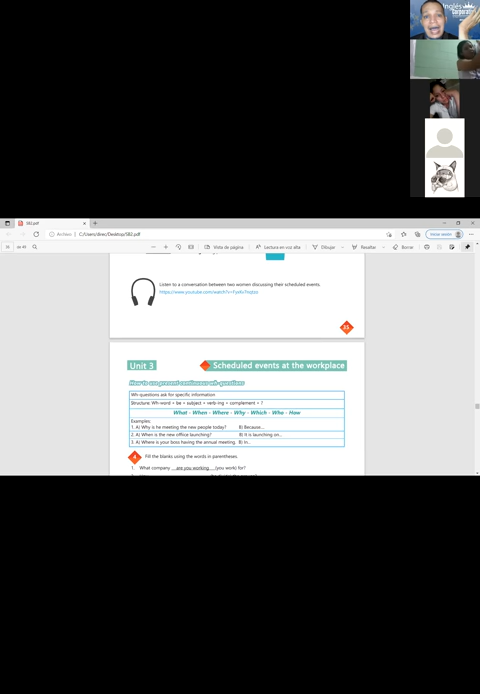 Inglés
Corporativo
SB2.pdf
Archivo
C:/Users/direc/Desktop/SB2.pdf
Iniciar sesión
de 49
Vista de página
Lectura en voz alta
Dibujar
Resaltar
Borrar
Listen to a conversation between two women discussing their scheduled events
35
Unit 3
Scheduled events at the workplace
How to use present continuous wh-questions
Wh-questions ask for specific information
Structure: Wh-word + be + subject + verb-ing + complement + ?
What - When - Where - Why - Which - Who - How
Examples:
1. A) Why is he meeting the new people today? B) Because...
2. A) When is the new office launching? B) It is launching on...
3. A) Where is your boss having the annual meeting. B) In..
4. Fill the blanks using the words in parentheses.
1. What company are you working (you work) for?